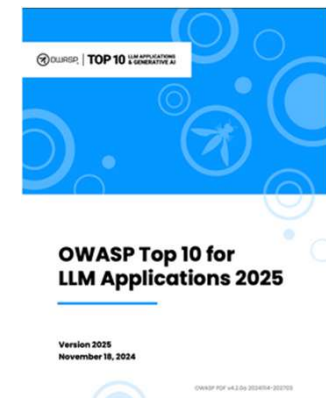 OWASP. TOP 10 LLM APPLICATIONS
& GENERATIVE AI
OWASP Top 10 for
LLM Applications 2025
Version 2025
November 18, 2024